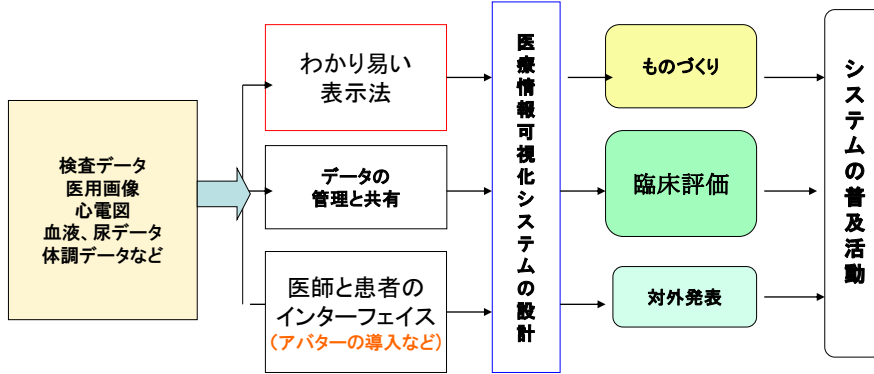 検査データ
医用画像
心電図
血液、尿データ
体調データなど
わかり易い
表示法
データの
管理と共有
医師と患者の
インターフェイス
（アバターの導入など）
医療情報可視化システムの設計
ものづくり
臨床評価
対外発表
システムの普及活動